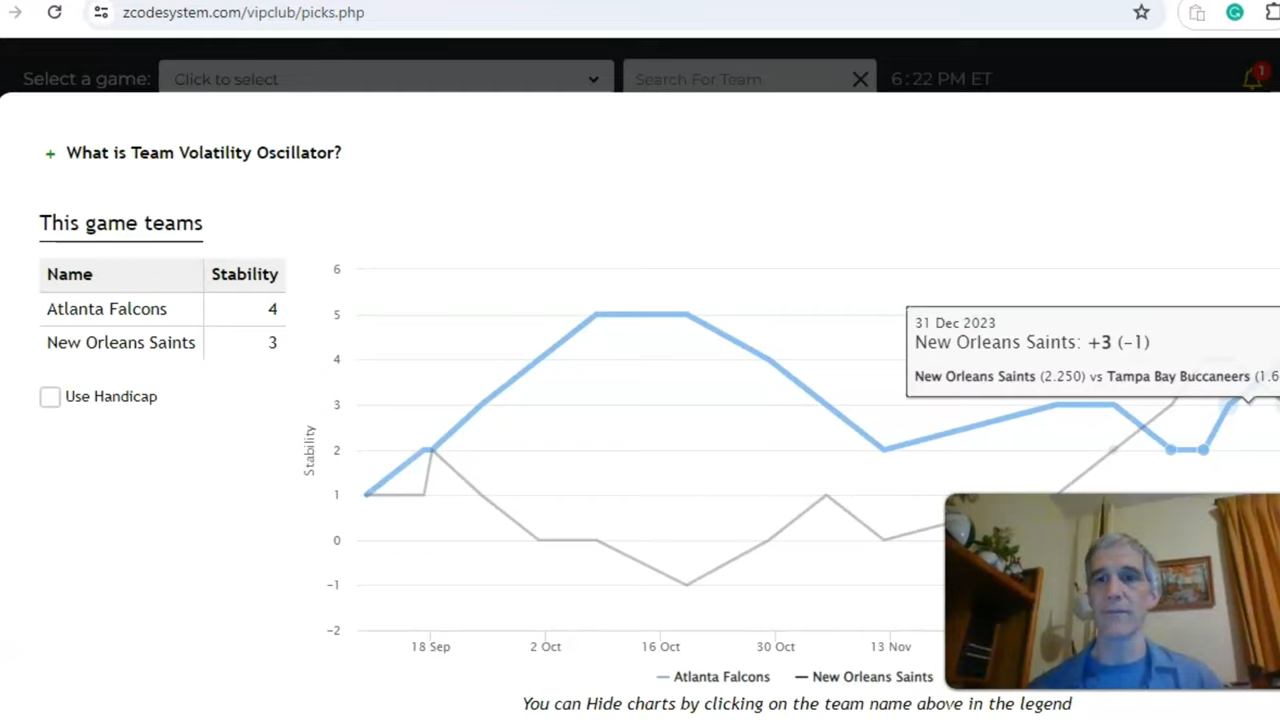 zcodesystem.com/vipclub/picks.php
Select a game: Click to select Search For Team 6:22 PM ET 1
+ What is Team Volatility Oscillator?
This game teams
Name Stability
Atlanta Falcons 4
New Orleans Saints 3
Use Handicap
Stability
6
5
4
3
2
1
0
-1
-2
31 Dec 2023
New Orleans Saints: +3 (-1)
New Orleans Saints (2.250) vs Tampa Bay Buccaneers (1.6
18 Sep 2 Oct 16 Oct 30 Oct 13 Nov
Atlanta Falcons New Orleans Saints
You can Hide charts by clicking on the team name above in the legend